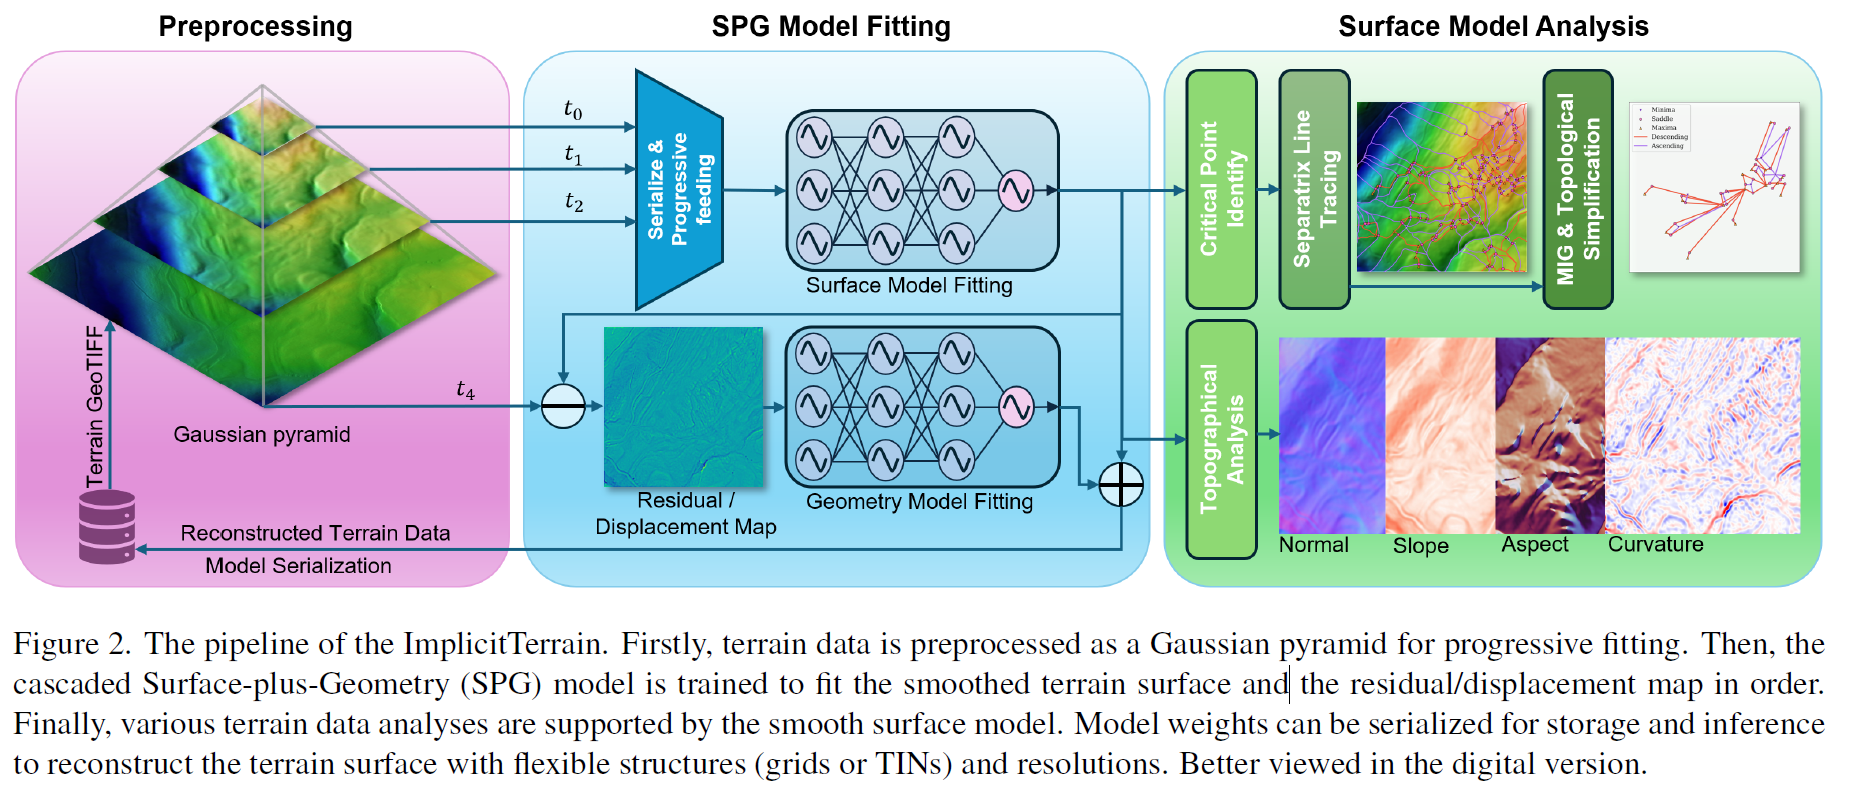 Preprocessing
SPG Model Fitting
Surface Model Analysis
t0
t1
t2
t4
Terrain GeoTIFF
Gaussian pyramid
Reconstructed Terrain Data
Model Serialization
Serialize &
Progressive
feeding
Surface Model Fitting
Residual /
Displacement Map
Geometry Model Fitting
Critical Point
Identify
Separatrix Line
Tracing
MIG & Topological
Simplification
Minima
Saddle
Maxima
Descending
Ascending
Topographical
Analysis
Normal
Slope
Aspect
Curvature
Figure 2. The pipeline of the ImplicitTerrain. Firstly, terrain data is preprocessed as a Gaussian pyramid for progressive fitting. Then, the
cascaded Surface-plus-Geometry (SPG) model is trained to fit the smoothed terrain surface and the residual/displacement map in order.
Finally, various terrain data analyses are supported by the smooth surface model. Model weights can be serialized for storage and inference
to reconstruct the terrain surface with flexible structures (grids or TINs) and resolutions. Better viewed in the digital version.